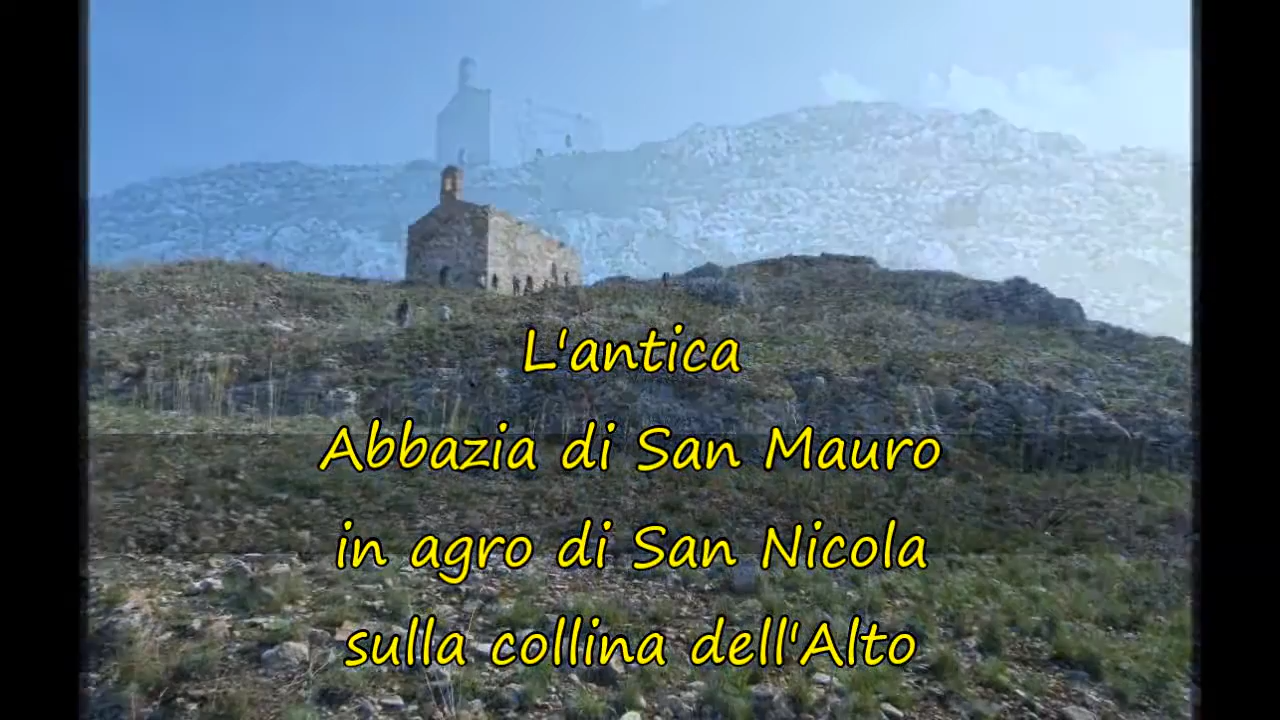 L'antica
Abbazia di San Mauro
in agro di San Nicola
sulla collina dell'Alto